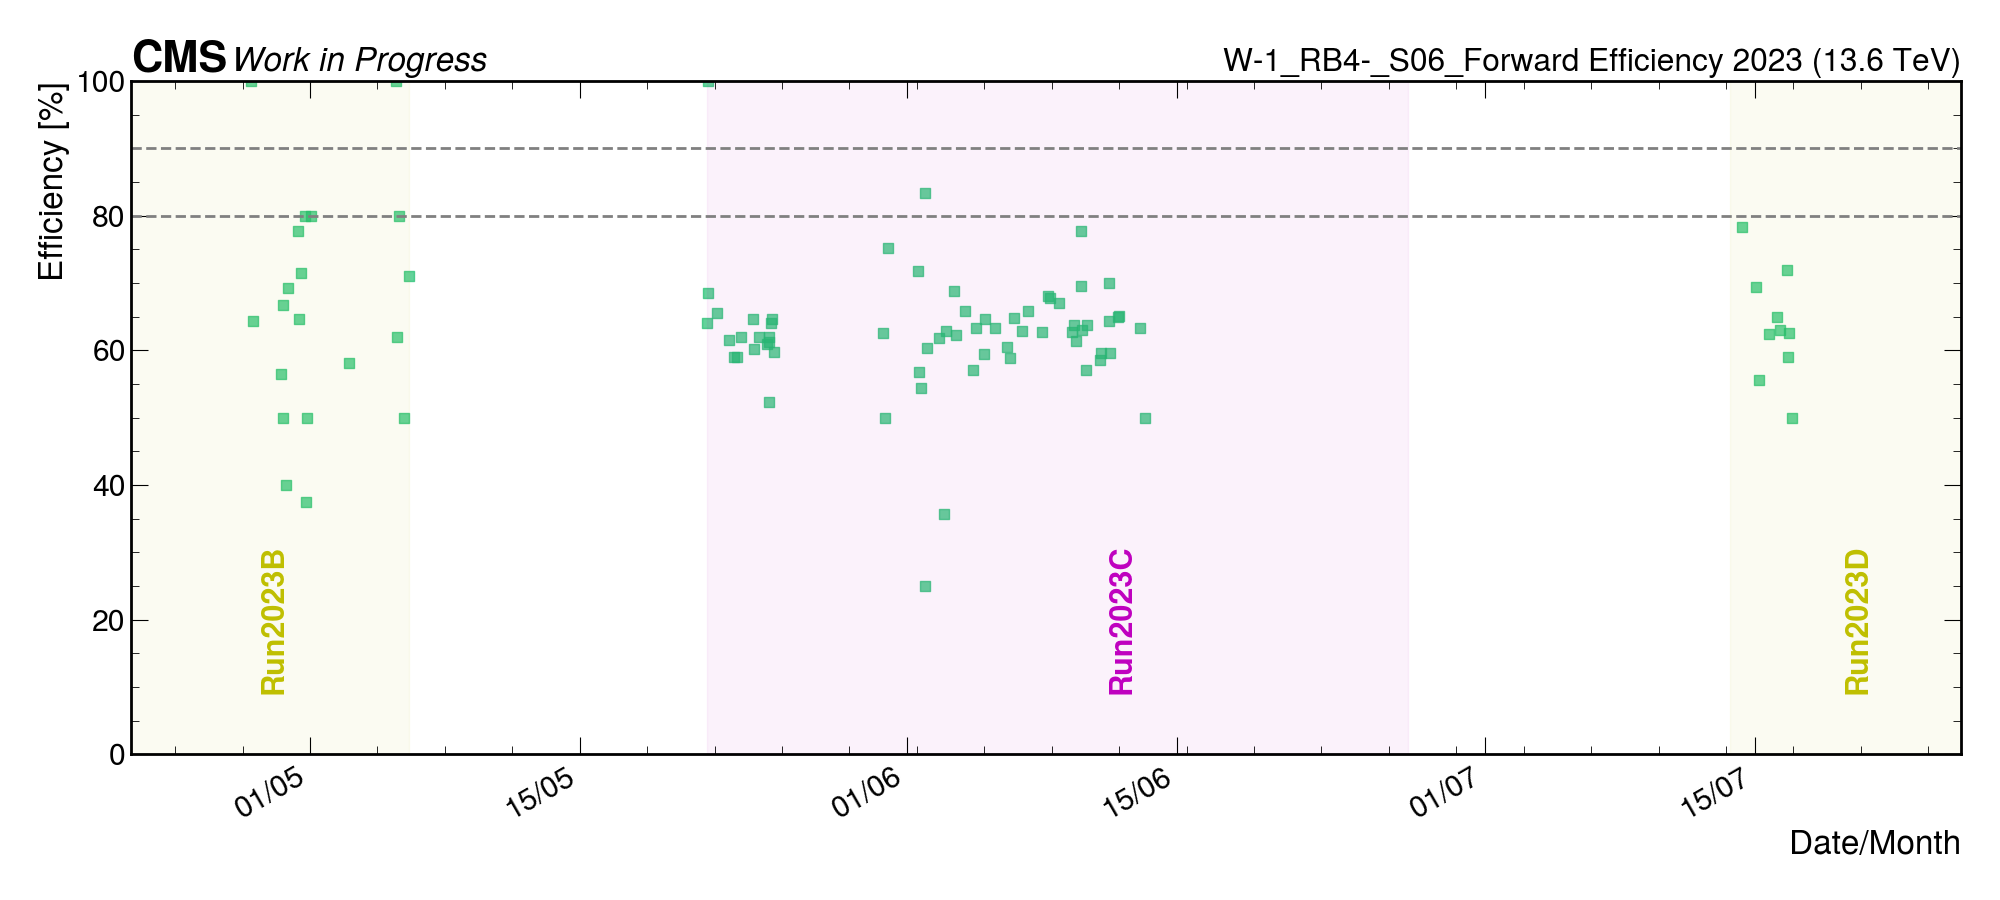 CMS Work in Progress
W-1_RB4-_S06_Forward Efficiency 2023 (13.6 TeV)
Efficiency [%]
100
80
60
40
20
0
Run2023B
Run2023C
Run2023D
01/05
15/05
01/06
15/06
01/07
15/07
Date/Month